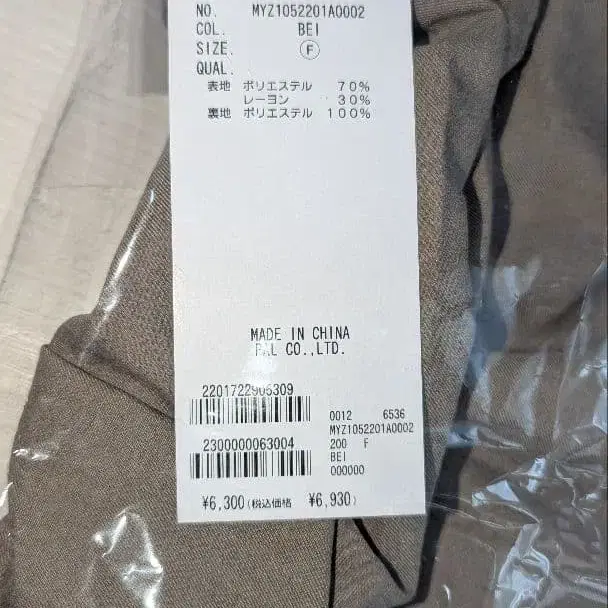 NO. MYZ1052201A0002
COL. BEI
SIZE. Ⓕ
QUAL.
表地 ポリエステル 70%
レーヨン 30%
裏地 ポリエステル 100%
MADE IN CHINA
PAL CO.,LTD.
2201722905309
0012 6536
MYZ1052201A0002
2300000063004
200 F
BEI
000000
¥6,300(税込価格 ¥6,930)